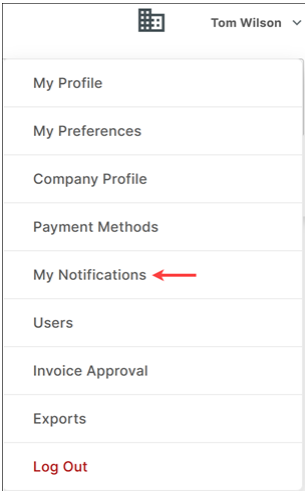 Tom Wilson
My Profile
My Preferences
Company Profile
Payment Methods
My Notifications
Users
Invoice Approval
Exports
Log Out